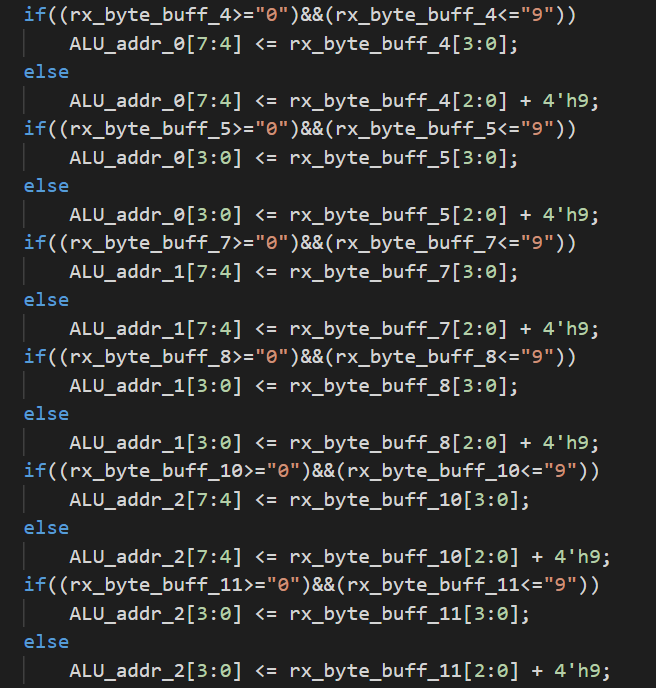 if((rx_byte_buff_4>="0")&&(rx_byte_buff_4<="9"))
    ALU_addr_0[7:4] <= rx_byte_buff_4[3:0];
else
    ALU_addr_0[7:4] <= rx_byte_buff_4[2:0] + 4'h9;
if((rx_byte_buff_5>="0")&&(rx_byte_buff_5<="9"))
    ALU_addr_0[3:0] <= rx_byte_buff_5[3:0];
else
    ALU_addr_0[3:0] <= rx_byte_buff_5[2:0] + 4'h9;
if((rx_byte_buff_7>="0")&&(rx_byte_buff_7<="9"))
    ALU_addr_1[7:4] <= rx_byte_buff_7[3:0];
else
    ALU_addr_1[7:4] <= rx_byte_buff_7[2:0] + 4'h9;
if((rx_byte_buff_8>="0")&&(rx_byte_buff_8<="9"))
    ALU_addr_1[3:0] <= rx_byte_buff_8[3:0];
else
    ALU_addr_1[3:0] <= rx_byte_buff_8[2:0] + 4'h9;
if((rx_byte_buff_10>="0")&&(rx_byte_buff_10<="9"))
    ALU_addr_2[7:4] <= rx_byte_buff_10[3:0];
else
    ALU_addr_2[7:4] <= rx_byte_buff_10[2:0] + 4'h9;
if((rx_byte_buff_11>="0")&&(rx_byte_buff_11<="9"))
    ALU_addr_2[3:0] <= rx_byte_buff_11[3:0];
else
    ALU_addr_2[3:0] <= rx_byte_buff_11[2:0] + 4'h9;